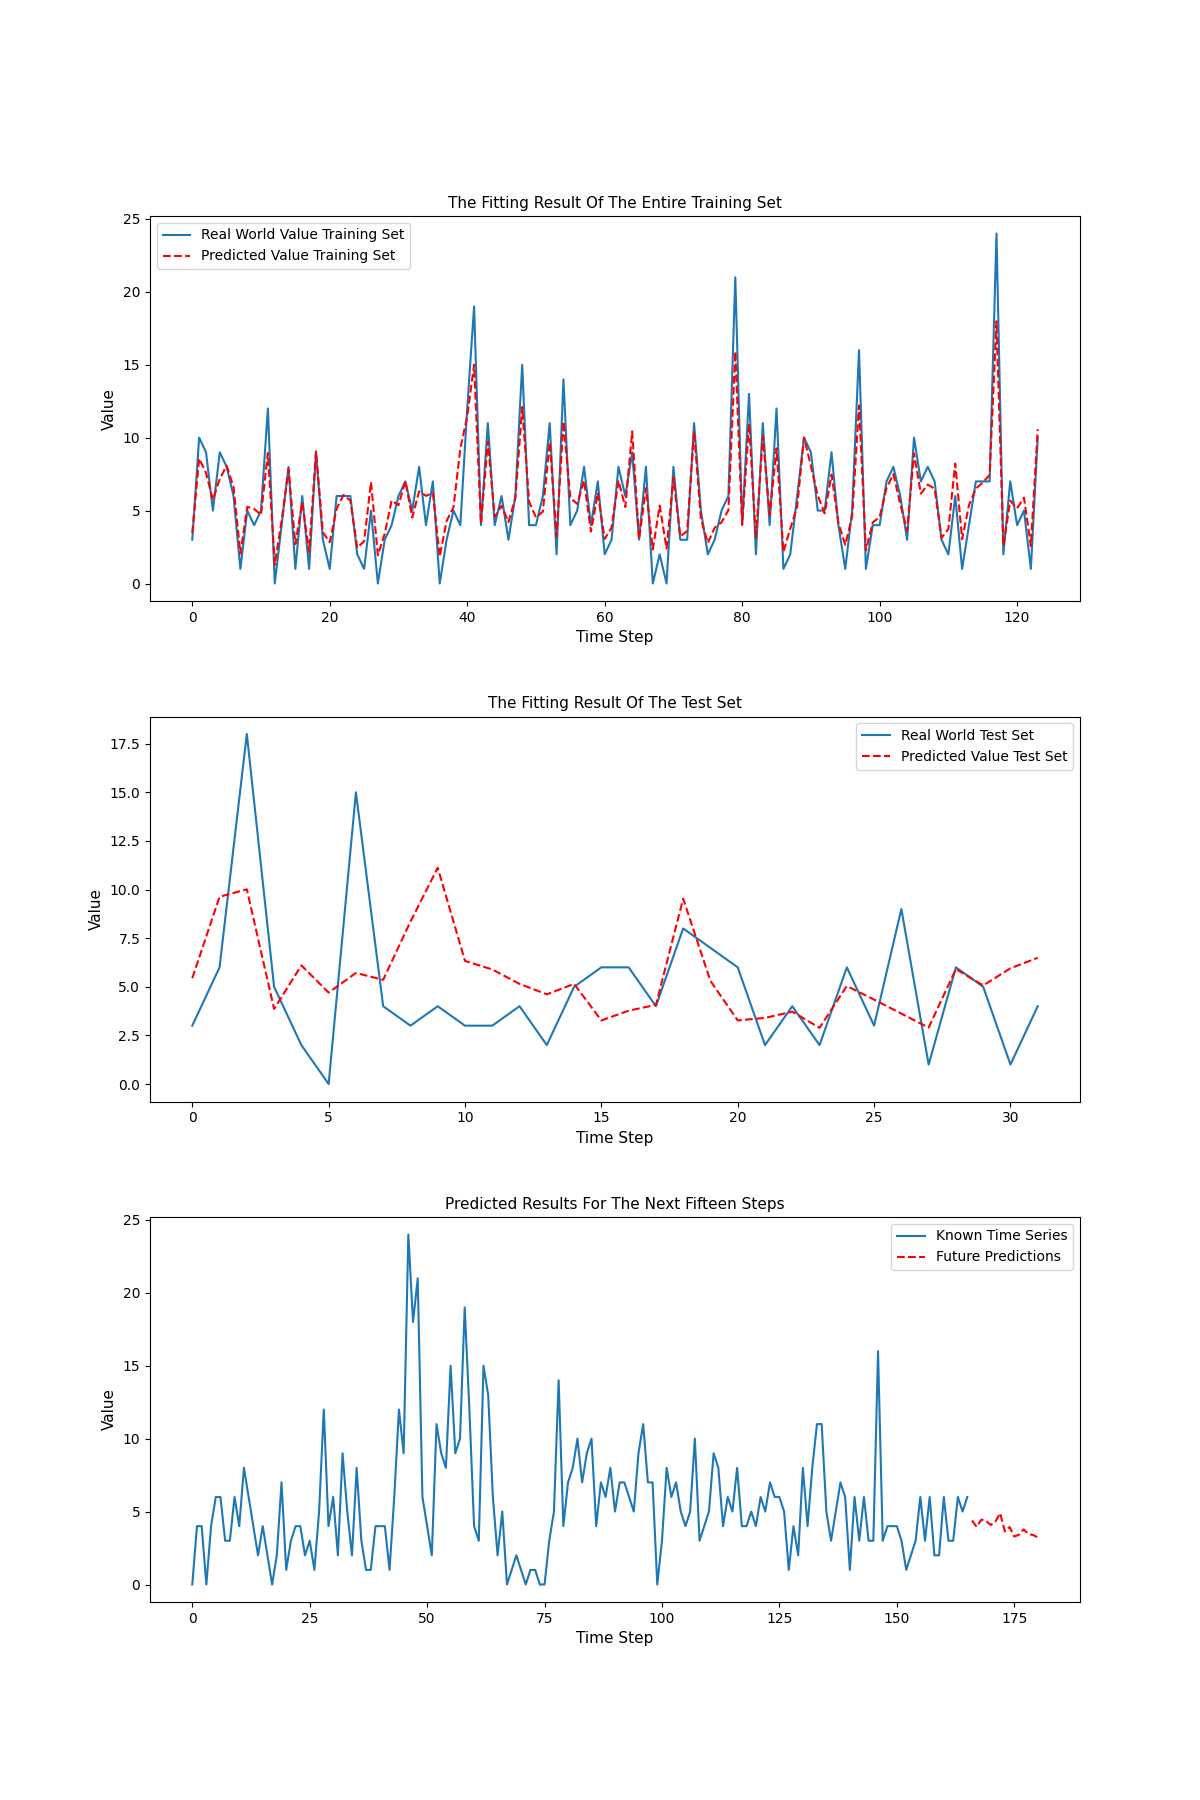 The Fitting Result Of The Entire Training Set
25
20
15
10
5
0
Value
Real World Value Training Set
Predicted Value Training Set
0 20 40 60 80 100 120
Time Step
The Fitting Result Of The Test Set
17.5
15.0
12.5
10.0
7.5
5.0
2.5
0.0
Value
Real World Test Set
Predicted Value Test Set
0 5 10 15 20 25 30
Time Step
Predicted Results For The Next Fifteen Steps
25
20
15
10
5
0
Value
Known Time Series
Future Predictions
0 25 50 75 100 125 150 175
Time Step